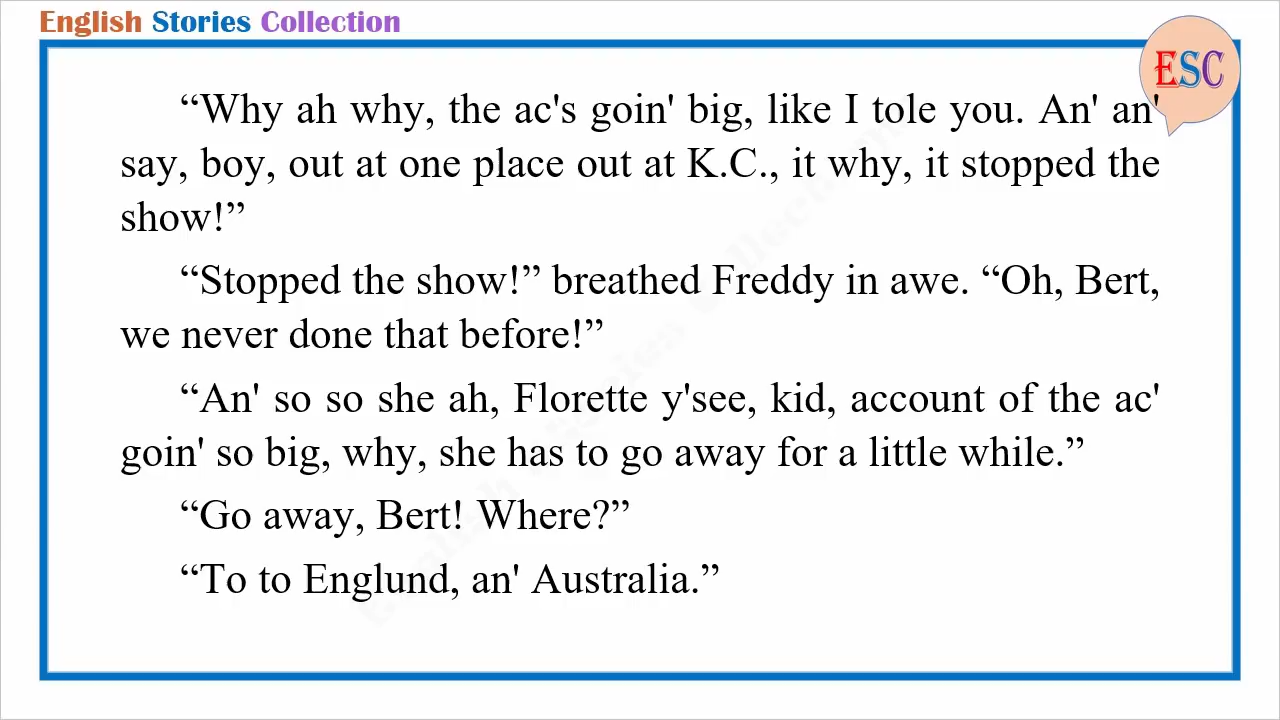 English Stories Collection
ESC
“Why ah why, the ac's goin' big, like I tole you. An' an'
say, boy, out at one place out at K.C., it why, it stopped the
show!”
“Stopped the show!” breathed Freddy in awe. “Oh, Bert,
we never done that before!”
“An' so so she ah, Florette y'see, kid, account of the ac'
goin' so big, why, she has to go away for a little while.”
“Go away, Bert! Where?”
“To to Englund, an' Australia.”
English Stories Collection